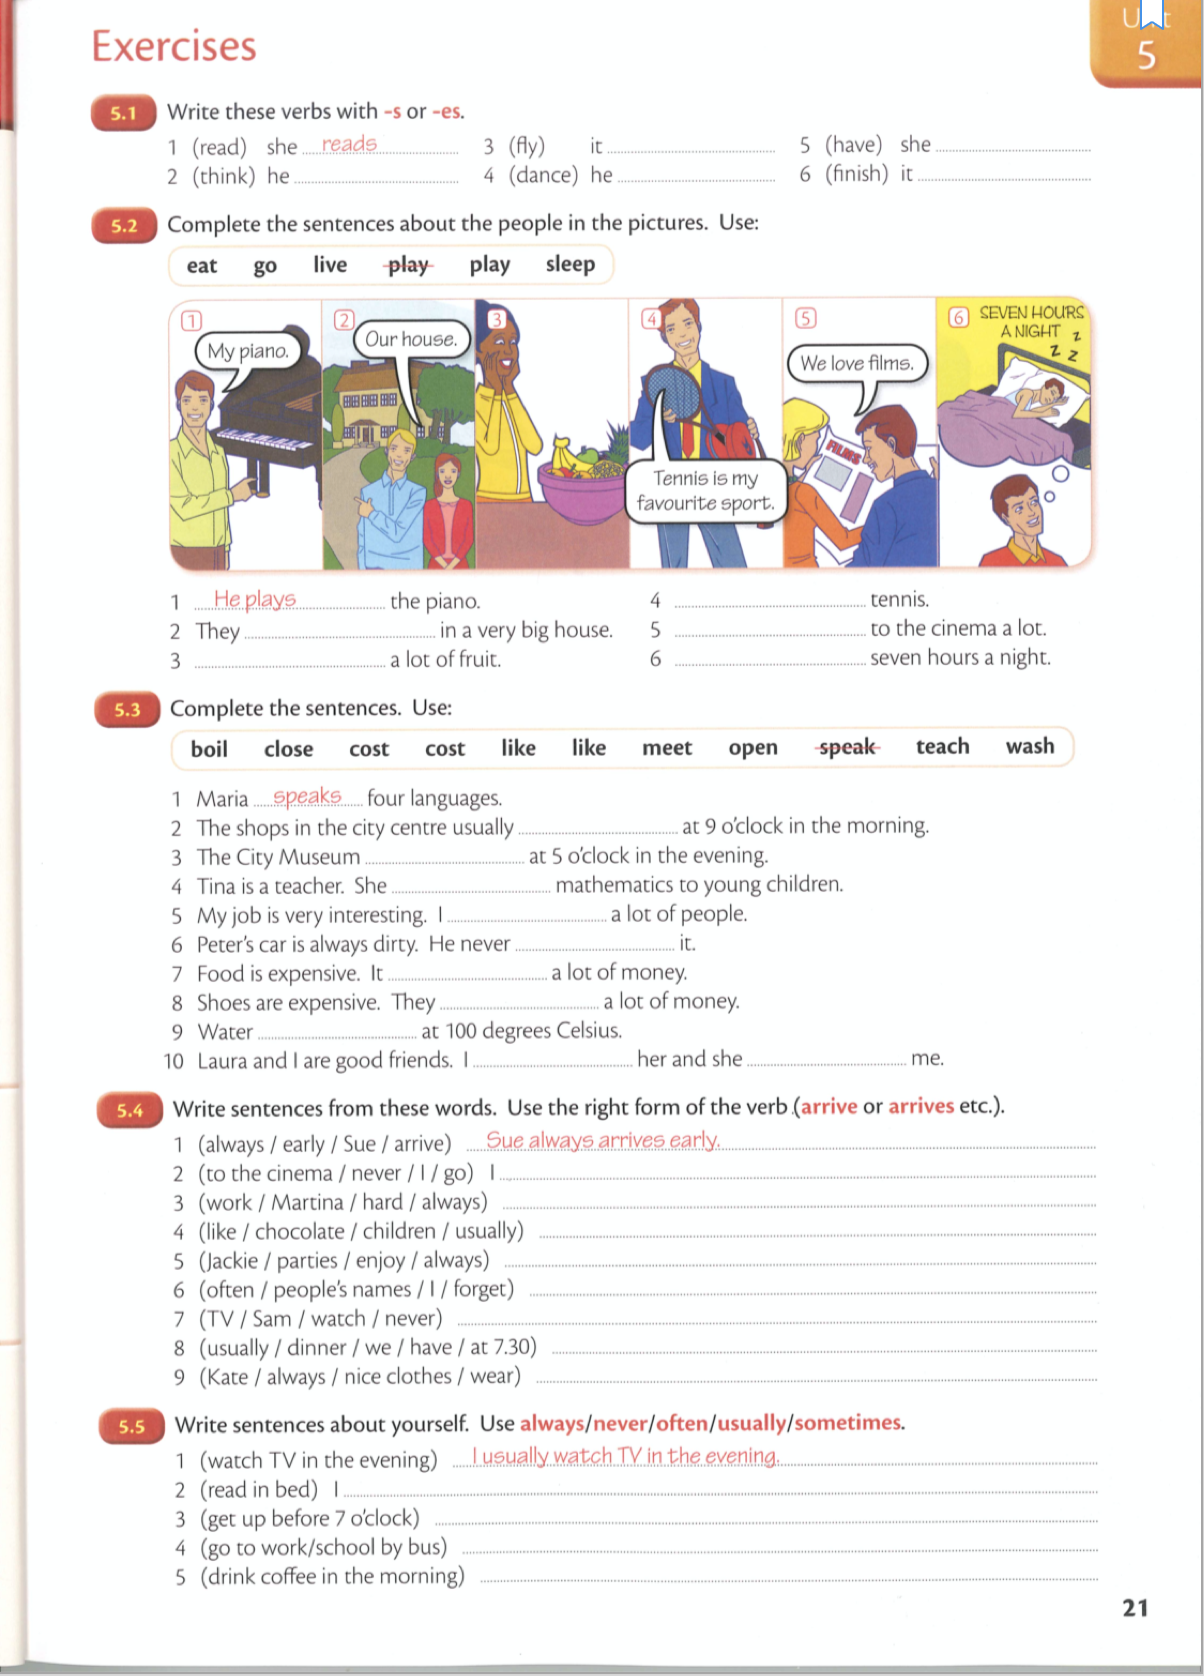 Exercises
Unit
5
5.1 Write these verbs with -s or -es.
1 (read) she reads 3 (fly) it 5 (have) she
2 (think) he 4 (dance) he 6 (finish) it
5.2 Complete the sentences about the people in the pictures. Use:
eat go live play play sleep
1 My piano.
2 Our house.
3
4 Tennis is my
favourite sport.
5 We love films.
FILMS
6 SEVEN HOURS
A NIGHT z
z z
1 He plays the piano.
2 They in a very big house.
3 a lot of fruit.
4 tennis.
5 to the cinema a lot.
6 seven hours a night.
5.3 Complete the sentences. Use:
boil close cost cost like like meet open speak teach wash
1 Maria speaks four languages.
2 The shops in the city centre usually at 9 o'clock in the morning.
3 The City Museum at 5 o'clock in the evening.
4 Tina is a teacher. She mathematics to young children.
5 My job is very interesting. I a lot of people.
6 Peter's car is always dirty. He never it.
7 Food is expensive. It a lot of money.
8 Shoes are expensive. They a lot of money.
9 Water at 100 degrees Celsius.
10 Laura and I are good friends. I her and she me.
5.4 Write sentences from these words. Use the right form of the verb (arrive or arrives etc.).
1 (always / early / Sue / arrive) Sue always arrives early.
2 (to the cinema / never / I / go) I
3 (work / Martina / hard / always)
4 (like / chocolate / children / usually)
5 (Jackie / parties / enjoy / always)
6 (often / people's names / I / forget)
7 (TV / Sam / watch / never)
8 (usually / dinner / we / have / at 7.30)
9 (Kate / always / nice clothes / wear)
5.5 Write sentences about yourself. Use always/never/often/usually/sometimes.
1 (watch TV in the evening) I usually watch TV in the evening.
2 (read in bed) I
3 (get up before 7 o'clock)
4 (go to work/school by bus)
5 (drink coffee in the morning)
21